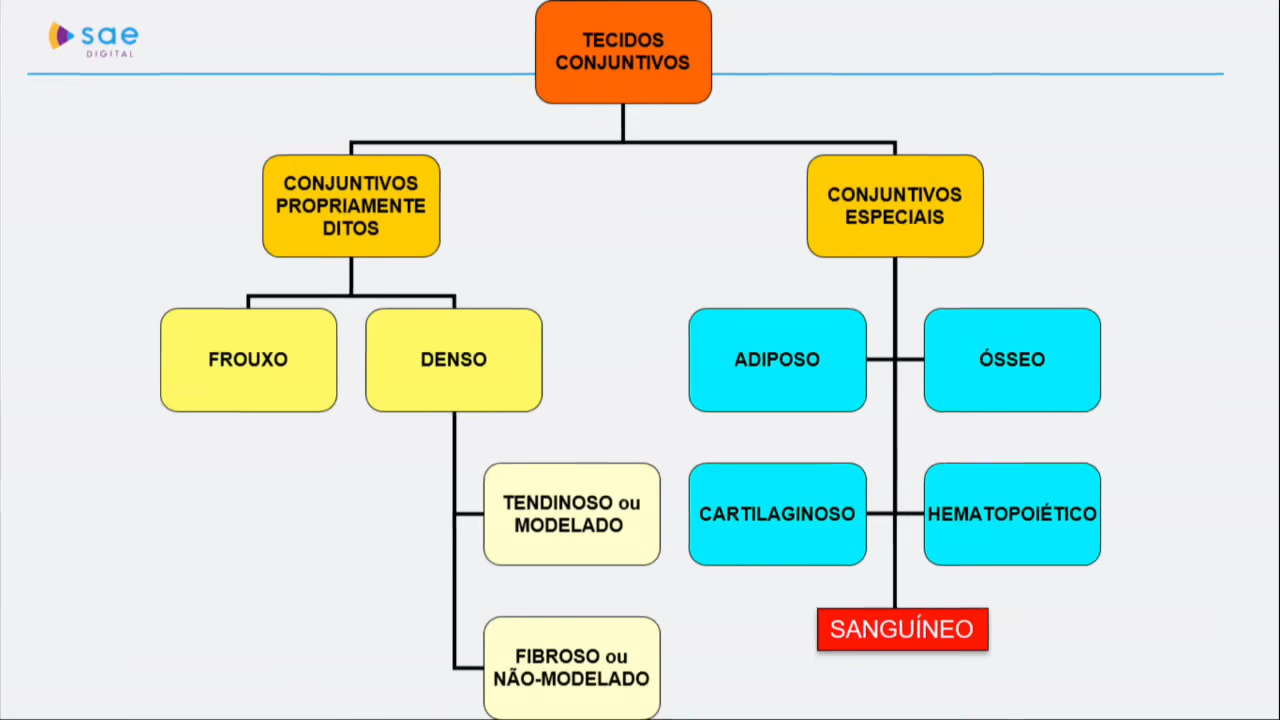 sae
DIGITAL
TECIDOS
CONJUNTIVOS
CONJUNTIVOS
PROPRIAMENTE
DITOS
CONJUNTIVOS
ESPECIAIS
FROUXO
DENSO
ADIPOSO
ÓSSEO
TENDINOSO ou
MODELADO
CARTILAGINOSO
HEMATOPOIÉTICO
SANGUÍNEO
FIBROSO ou
NÃO-MODELADO